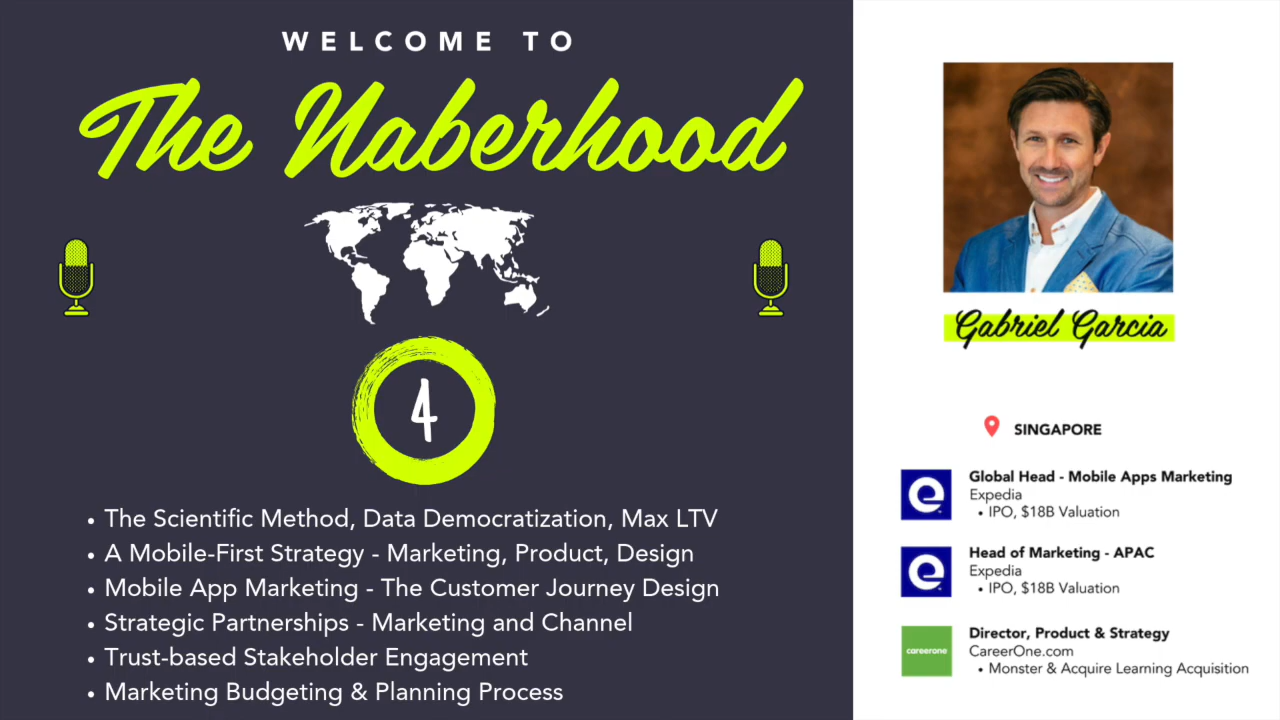 WELCOME TO
The Naberhood
4
• The Scientific Method, Data Democratization, Max LTV
• A Mobile-First Strategy - Marketing, Product, Design
• Mobile App Marketing - The Customer Journey Design
• Strategic Partnerships - Marketing and Channel
• Trust-based Stakeholder Engagement
• Marketing Budgeting & Planning Process
Gabriel Garcia
SINGAPORE
Global Head - Mobile Apps Marketing
Expedia
• IPO, $18B Valuation
Head of Marketing - APAC
Expedia
• IPO, $18B Valuation
careerone
Director, Product & Strategy
CareerOne.com
• Monster & Acquire Learning Acquisition